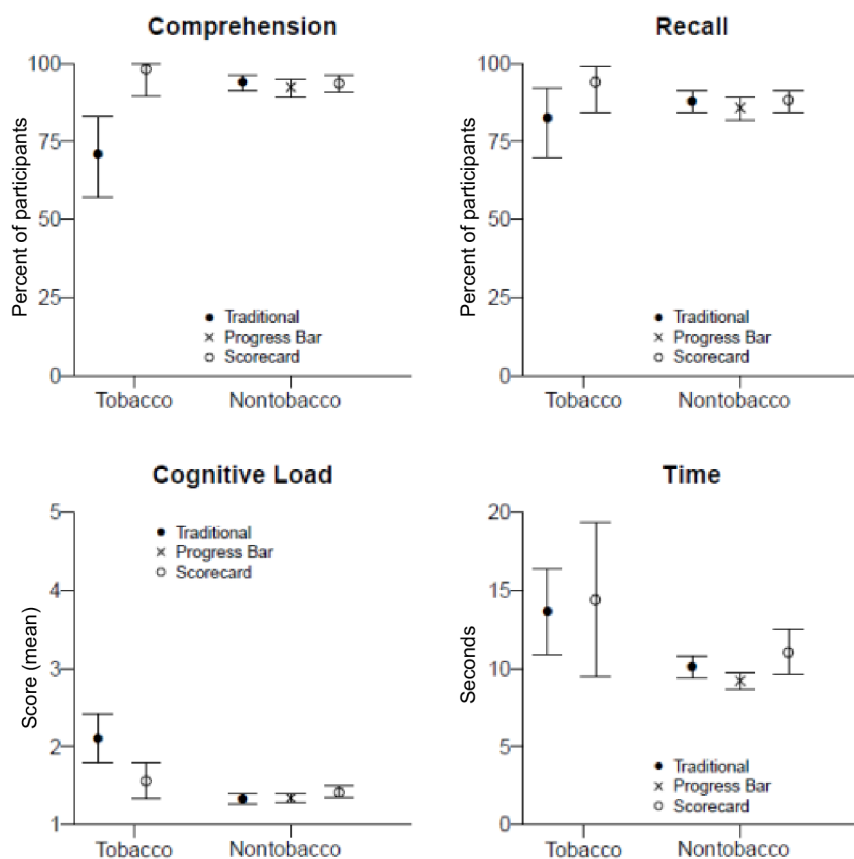 Comprehension
Percent of participants
100
75
50
25
0
Traditional
Progress Bar
Scorecard
Tobacco
Nontobacco
Recall
Percent of participants
100
75
50
25
0
Traditional
Progress Bar
Scorecard
Tobacco
Nontobacco
Cognitive Load
Score (mean)
5
4
3
2
1
Traditional
Progress Bar
Scorecard
Tobacco
Nontobacco
Time
Seconds
20
15
10
5
0
Traditional
Progress Bar
Scorecard
Tobacco
Nontobacco